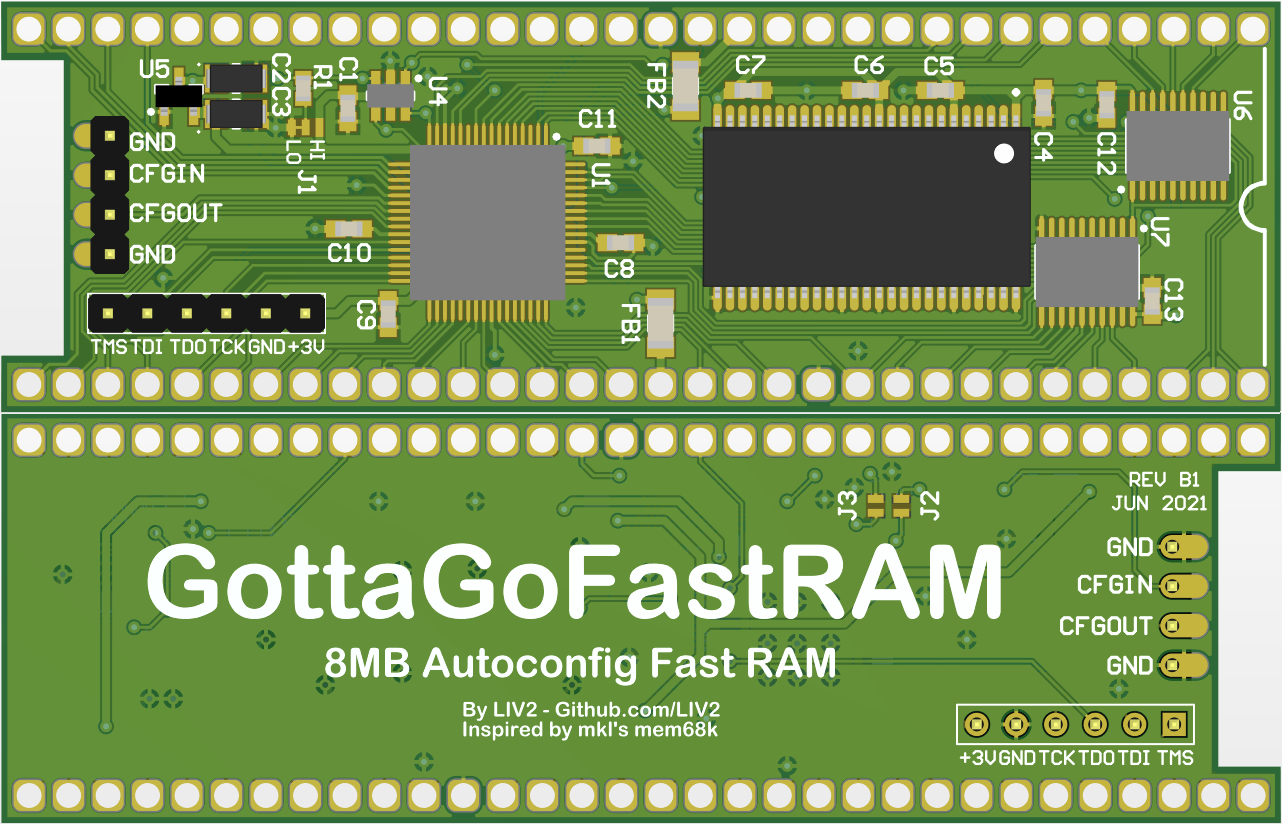 U5
C2
C3
R1
C1
U4
FB2
C7
C6
C5
C4
C12
U6
GND
CFGIN
CFGOUT
GND
LO
HI
J1
C11
U1
C10
C8
C9
FB1
U7
C13
TMS TDI TDO TCK GND +3V
REV B1
JUN 2021
J3
J2
GND
CFGIN
CFGOUT
GND
GottaGoFastRAM
8MB Autoconfig Fast RAM
By LIV2 - Github.com/LIV2
Inspired by mkl's mem68k
+3V GND TCK TDO TDI TMS